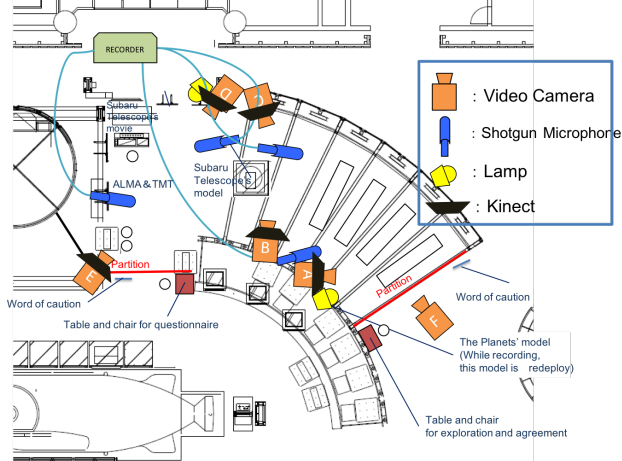 RECORDER
D
C
Subaru
Telescope's
movie
: Video Camera
: Shotgun Microphone
: Lamp
: Kinect
Subaru
Telescope's
model
ALMA & TMT
B
A
E
Partition
Partition
F
Word of caution
Word of caution
Table and chair for questionnaire
The Planets' model
(While recording,
this model is redeploy)
Table and chair
for exploration and agreement